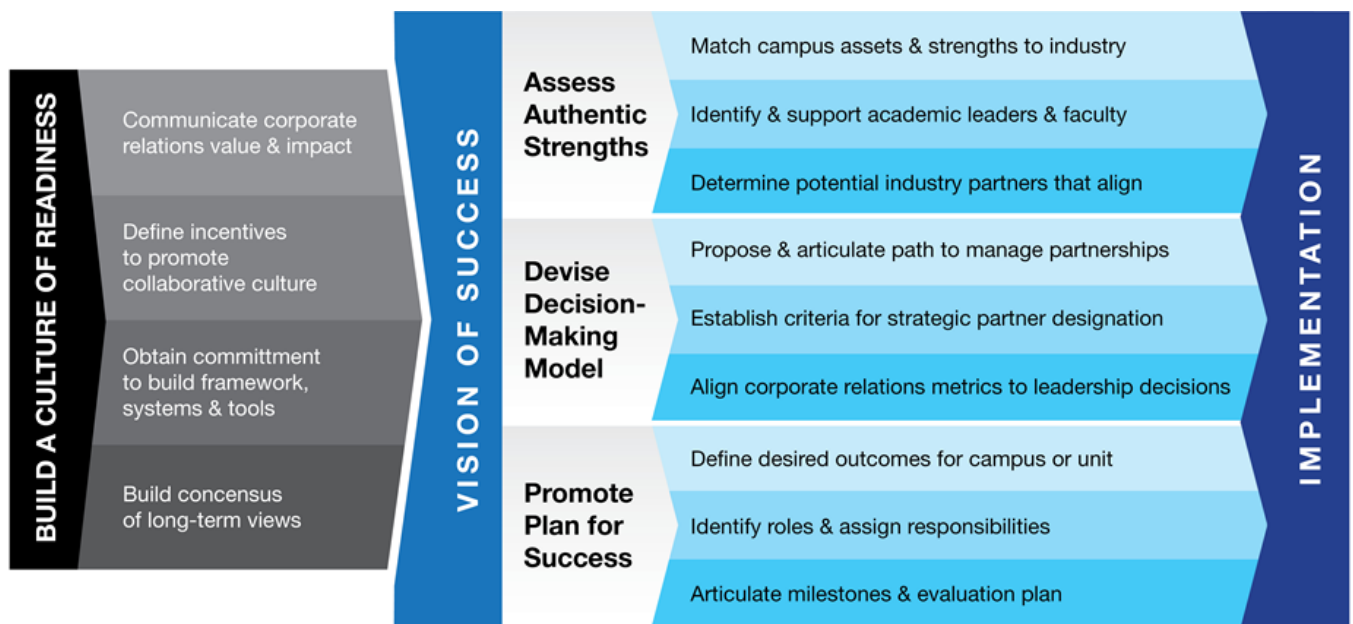 BUILD A CULTURE OF READINESS
Communicate corporate
relations value & impact
Define incentives
to promote
collaborative culture
Obtain committment
to build framework,
systems & tools
Build concensus
of long-term views
VISION OF SUCCESS
Assess
Authentic
Strengths
Match campus assets & strengths to industry
Identify & support academic leaders & faculty
Determine potential industry partners that align
Devise
Decision-
Making
Model
Propose & articulate path to manage partnerships
Establish criteria for strategic partner designation
Align corporate relations metrics to leadership decisions
Promote
Plan for
Success
Define desired outcomes for campus or unit
Identify roles & assign responsibilities
Articulate milestones & evaluation plan
IMPLEMENTATION